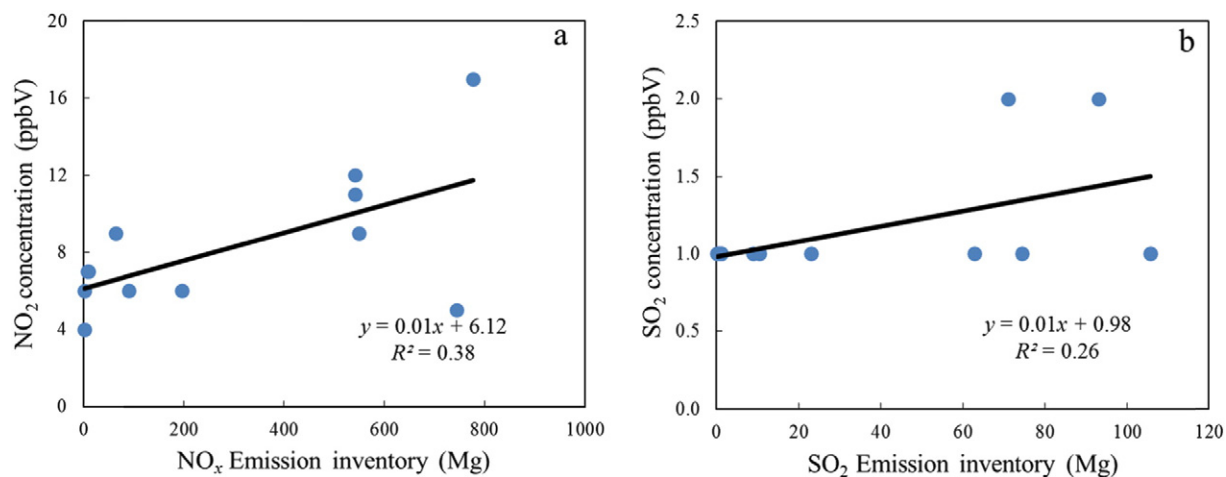 a
NO₂ concentration (ppbV)
20
16
12
8
4
0
y = 0.01x + 6.12
R² = 0.38
0 200 400 600 800 1000
NOₓ Emission inventory (Mg)
b
SO₂ concentration (ppbV)
2.5
2.0
1.5
1.0
0.5
0.0
y = 0.01x + 0.98
R² = 0.26
0 20 40 60 80 100 120
SO₂ Emission inventory (Mg)